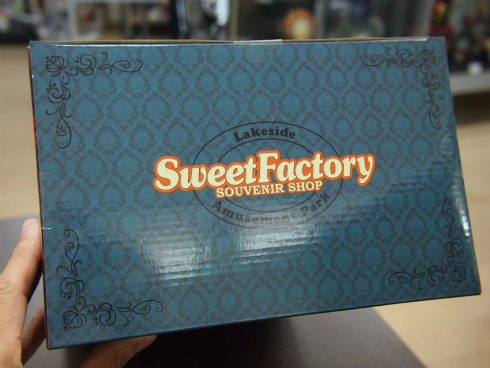 Lakeside
SweetFactory
SOUVENIR SHOP
Amusement Park